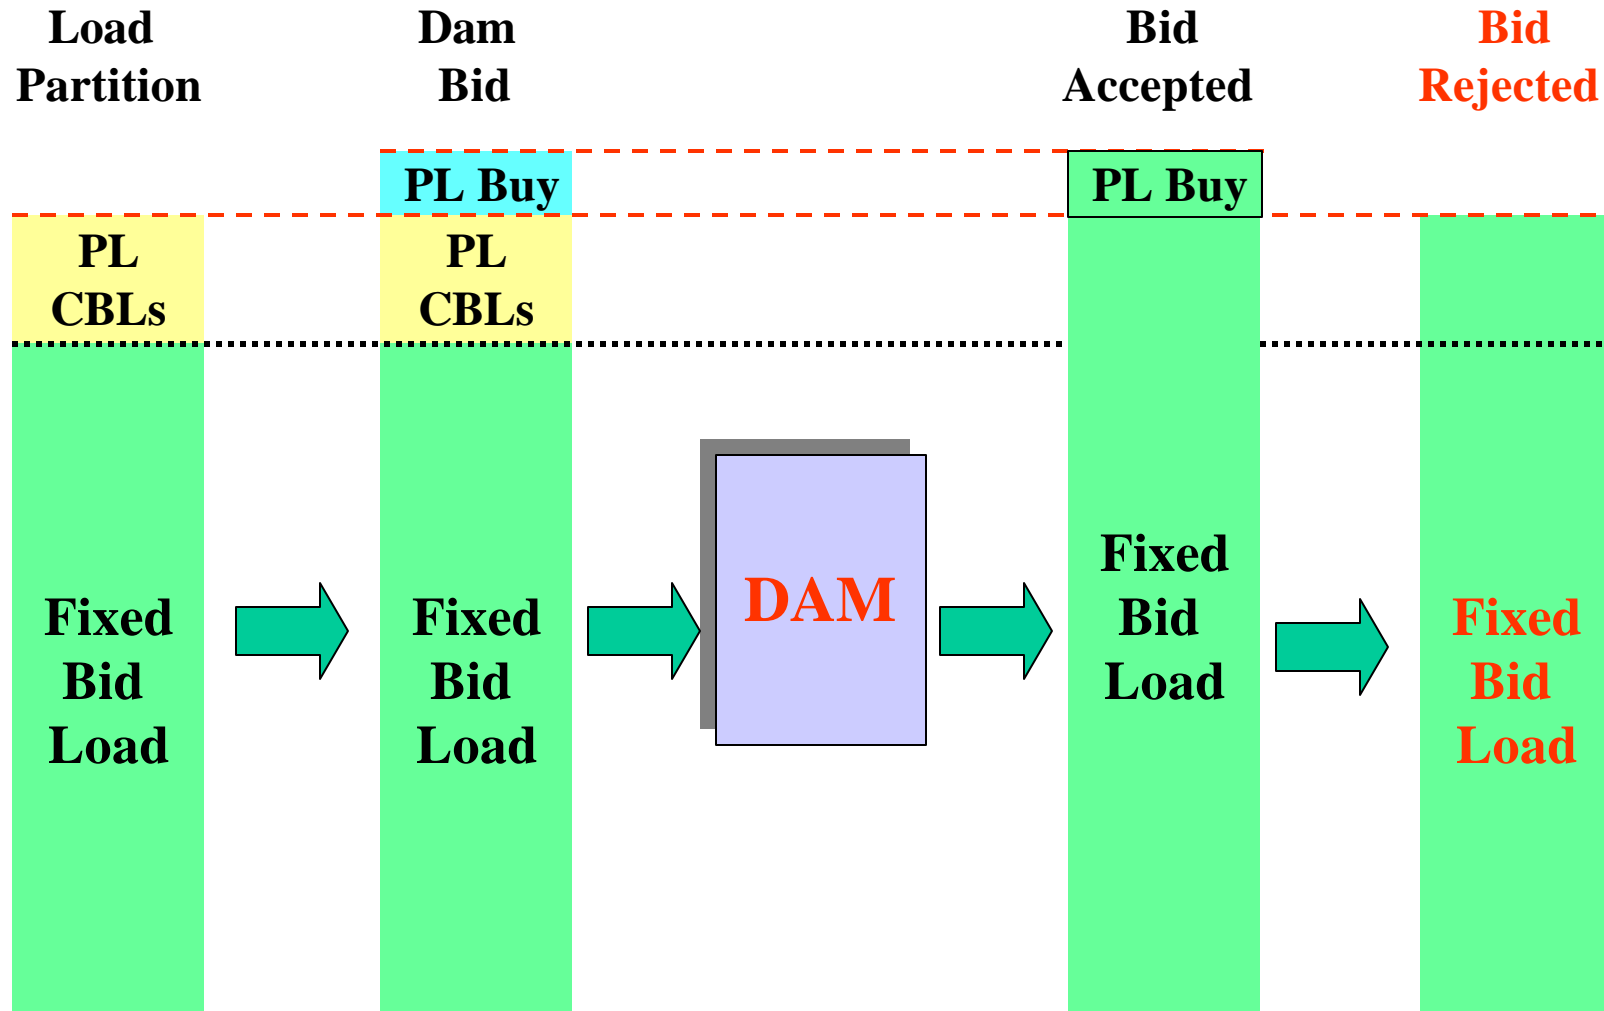 Load
Partition
Dam
Bid
Bid
Accepted
Bid
Rejected
PL Buy
PL Buy
PL
CBLs
PL
CBLs
Fixed
Bid
Load
Fixed
Bid
Load
DAM
Fixed
Bid
Load
Fixed
Bid
Load